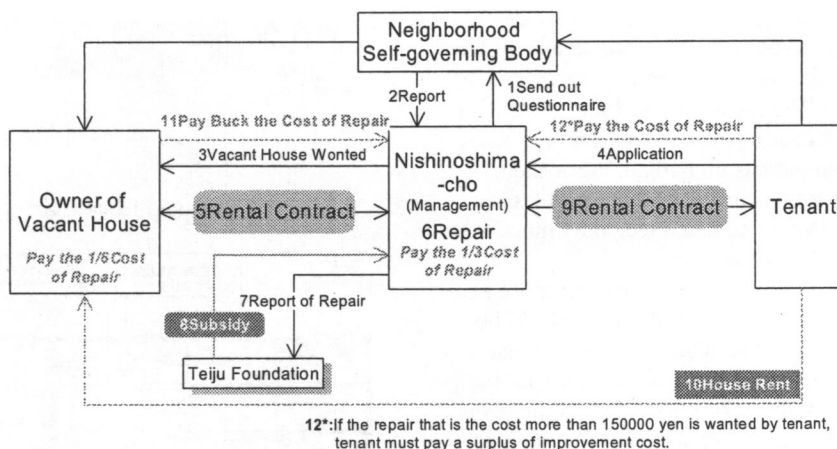 Neighborhood
Self-governing Body
1Send out
Questionnaire
2Report
11Pay Buck the Cost of Repair
12*Pay the Cost of Repair
3Vacant House Wonted
4Application
Owner of
Vacant House
Pay the 1/6Cost
of Repair
5Rental Contract
Nishinoshima
-cho
(Management)
6Repair
Pay the 1/3Cost
of Repair
9Rental Contract
Tenant
7Report of Repair
8Subsidy
Teiju Foundation
10House Rent
12*:If the repair that is the cost more than 150000 yen is wanted by tenant,
tenant must pay a surplus of improvement cost.